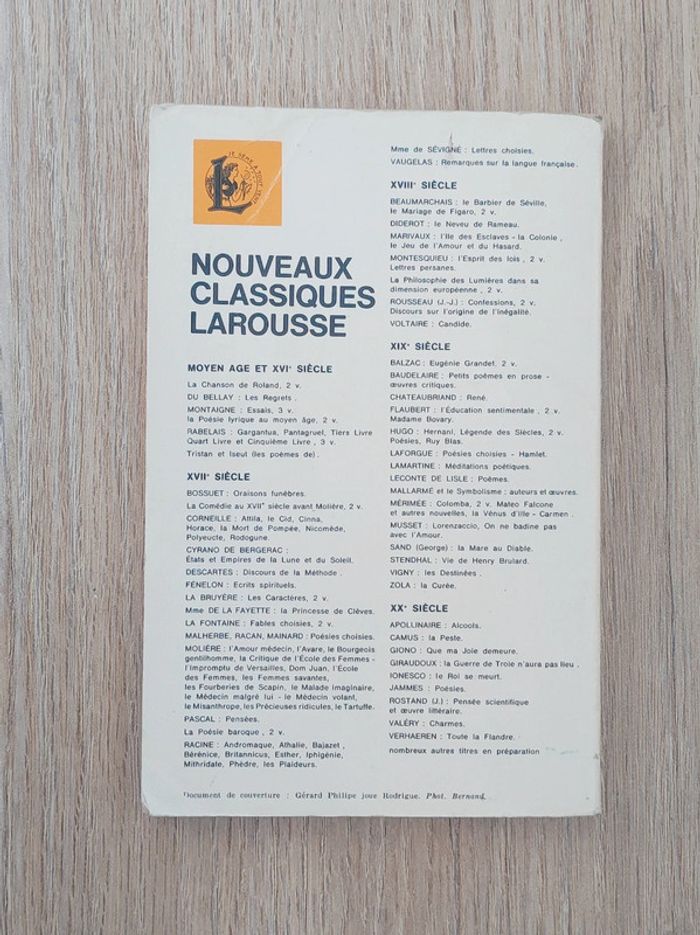 JE SÈME À TOUT VENT
NOUVEAUX
CLASSIQUES
LAROUSSE
MOYEN AGE ET XVIᵉ SIÈCLE
La Chanson de Roland, 2 v.
DU BELLAY : Les Regrets .
MONTAIGNE : Essais, 3 v.
la Poésie lyrique au moyen âge, 2 v.
RABELAIS : Gargantua, Pantagruel, Tiers Livre
Quart Livre et Cinquième Livre , 3 v.
Tristan et Iseut (les poèmes de) .
XVIIᵉ SIÈCLE
BOSSUET : Oraisons funèbres.
La Comédie au XVIIᵉ siècle avant Molière, 2 v.
CORNEILLE : Attila, le Cid, Cinna,
Horace, la Mort de Pompée, Nicomède,
Polyeucte, Rodogune.
CYRANO DE BERGERAC :
États et Empires de la Lune et du Soleil.
DESCARTES : Discours de la Méthode .
FÉNELON : Ecrits spirituels.
LA BRUYÈRE : Les Caractères, 2 v.
Mme DE LA FAYETTE : la Princesse de Clèves.
LA FONTAINE : Fables choisies, 2 v.
MALHERBE, RACAN, MAINARD : Poésies choisies.
MOLIÈRE : l'Amour médecin, l'Avare, le Bourgeois
gentilhomme, la Critique de l'École des Femmes -
l'Impromptu de Versailles, Dom Juan, l'École
des Femmes, les Femmes savantes,
les Fourberies de Scapin, le Malade imaginaire,
le Médecin malgré lui - le Médecin volant,
le Misanthrope, les Précieuses ridicules, le Tartuffe.
PASCAL : Pensées.
La Poésie baroque , 2 v.
RACINE : Andromaque, Athalie, Bajazet ,
Bérénice, Britannicus, Esther, Iphigénie,
Mithridate, Phèdre, les Plaideurs.
Mme de SÉVIGNÉ : Lettres choisies.
VAUGELAS : Remarques sur la langue française.
XVIIIᵉ SIÈCLE
BEAUMARCHAIS : le Barbier de Séville,
le Mariage de Figaro, 2 v.
DIDEROT : le Neveu de Rameau.
MARIVAUX : l'Ile des Esclaves - la Colonie ,
le Jeu de l'Amour et du Hasard.
MONTESQUIEU : l'Esprit des lois , 2 v.
Lettres persanes.
La Philosophie des Lumières dans sa
dimension européenne , 2 v.
ROUSSEAU (J.-J.) : Confessions, 2 v.
Discours sur l'origine de l'inégalité.
VOLTAIRE : Candide.
XIXᵉ SIÈCLE
BALZAC : Eugénie Grandet, 2 v.
BAUDELAIRE : Petits poèmes en prose -
œuvres critiques.
CHATEAUBRIAND : René.
FLAUBERT : l'Éducation sentimentale , 2 v.
Madame Bovary.
HUGO : Hernani, Légende des Siècles, 2 v.
Poésies, Ruy Blas.
LAFORGUE : Poésies choisies - Hamlet.
LAMARTINE : Méditations poétiques.
LECONTE DE LISLE : Poèmes.
MALLARMÉ et le Symbolisme : auteurs et œuvres.
MÉRIMÉE : Colomba, 2 v. Mateo Falcone
et autres nouvelles, la Vénus d'Ille - Carmen .
MUSSET : Lorenzaccio, On ne badine pas
avec l'Amour.
SAND (George) : la Mare au Diable.
STENDHAL : Vie de Henry Brulard.
VIGNY : les Destinées .
ZOLA : la Curée.
XXᵉ SIÈCLE
APOLLINAIRE : Alcools.
CAMUS : la Peste.
GIONO : Que ma Joie demeure.
GIRAUDOUX : la Guerre de Troie n'aura pas lieu .
IONESCO : le Roi se meurt.
JAMMES : Poésies.
ROSTAND (J.) : Pensée scientifique
et œuvre littéraire.
VALÉRY : Charmes.
VERHAEREN : Toute la Flandre.
nombreux autres titres en préparation
Document de couverture : Gérard Philipe joue Rodrigue. Phot. Bernand.